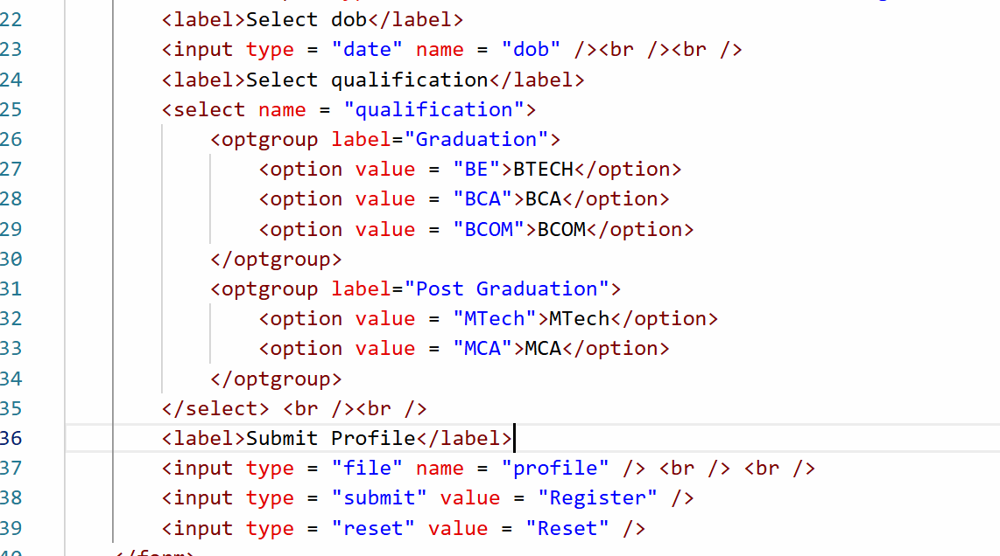 22 <label>Select dob</label>
23 <input type = "date" name = "dob" /><br /><br />
24 <label>Select qualification</label>
25 <select name = "qualification">
26 <optgroup label="Graduation">
27 <option value = "BE">BTECH</option>
28 <option value = "BCA">BCA</option>
29 <option value = "BCOM">BCOM</option>
30 </optgroup>
31 <optgroup label="Post Graduation">
32 <option value = "MTech">MTech</option>
33 <option value = "MCA">MCA</option>
34 </optgroup>
35 </select> <br /><br />
36 <label>Submit Profile</label>
37 <input type = "file" name = "profile" /> <br /> <br />
38 <input type = "submit" value = "Register" />
39 <input type = "reset" value = "Reset" />
40 </form>